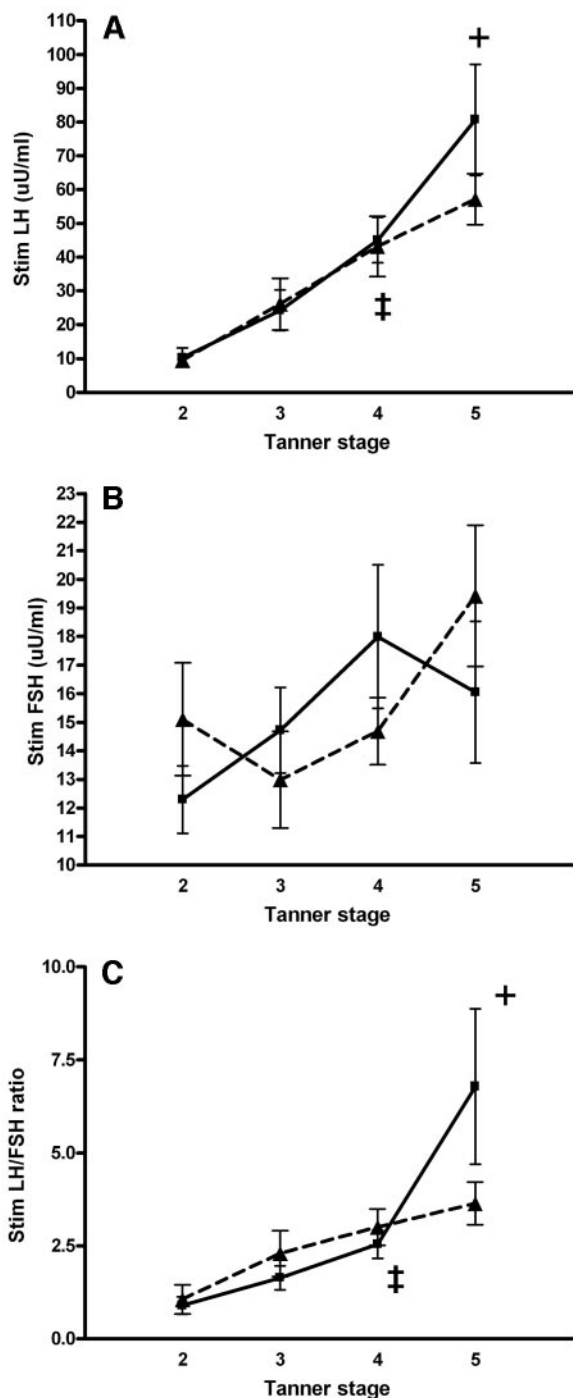 A
110
100
90
80
70
60
50
40
30
20
10
0
Stim LH (uU/ml)
+
‡
2 3 4 5
Tanner stage
B
23
22
21
20
19
18
17
16
15
14
13
12
11
10
Stim FSH (uU/ml)
2 3 4 5
Tanner stage
C
10.0
7.5
5.0
2.5
0.0
Stim LH/FSH ratio
+
‡
2 3 4 5
Tanner stage